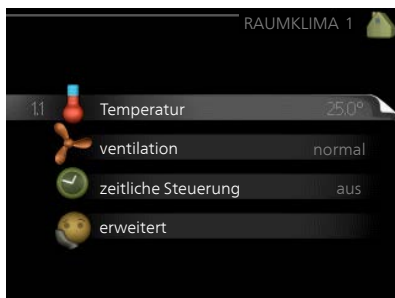 RAUMKLIMA 1
1.1 Temperatur 25.0°
ventilation normal
zeitliche Steuerung aus
erweitert